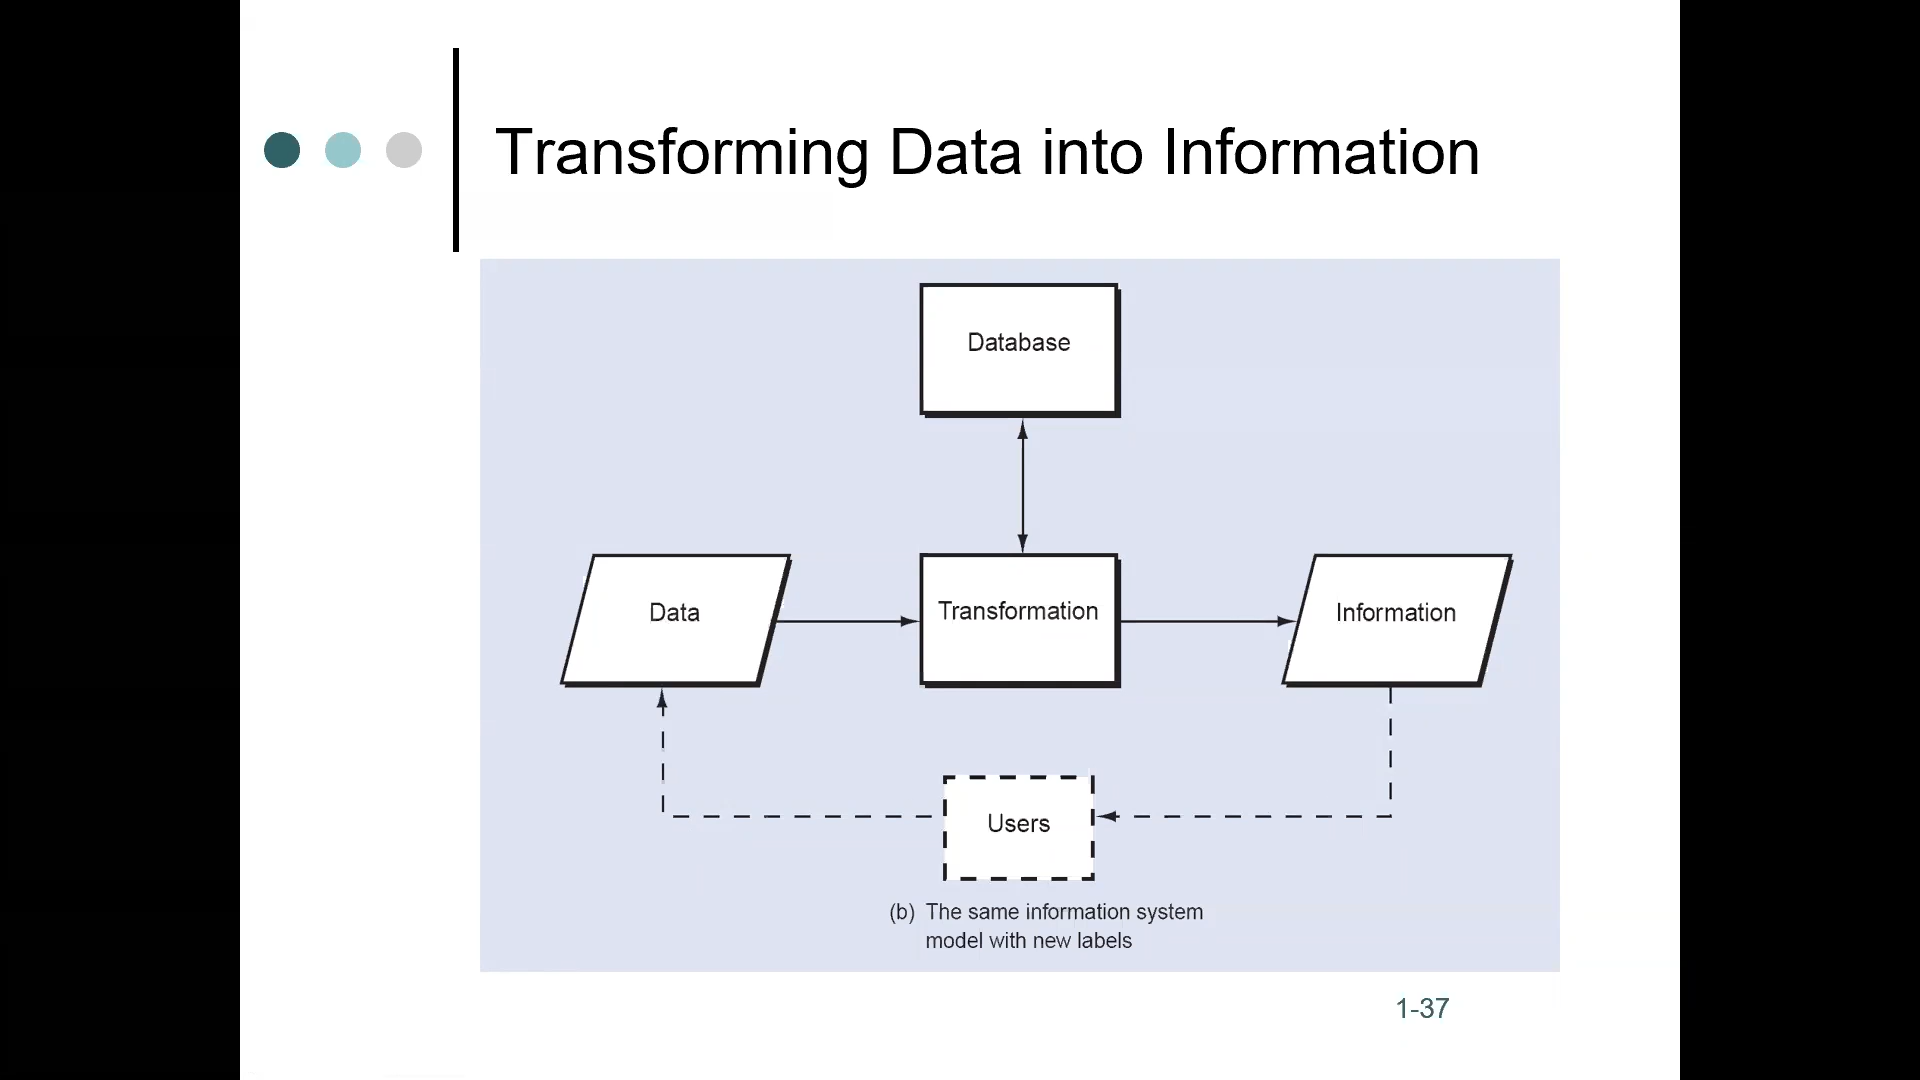 Transforming Data into Information
Database
Data
Transformation
Information
Users
(b) The same information system
model with new labels
1-37